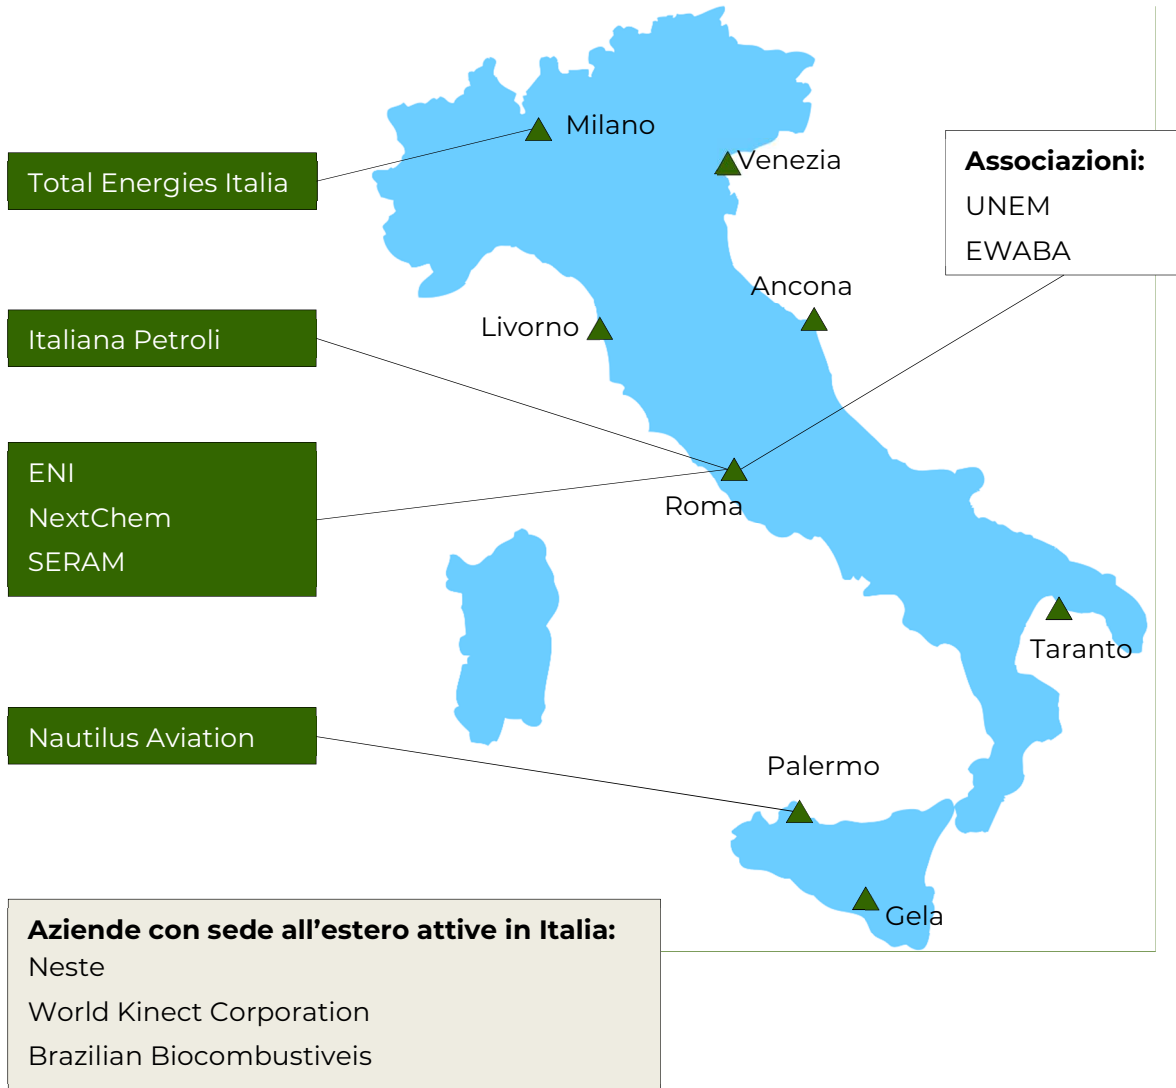 Milano
Venezia
Total Energies Italia
Associazioni:
UNEM
EWABA
Ancona
Livorno
Italiana Petroli
ENI
NextChem
SERAM
Roma
Taranto
Nautilus Aviation
Palermo
Gela
Aziende con sede all’estero attive in Italia:
Neste
World Kinect Corporation
Brazilian Biocombustiveis